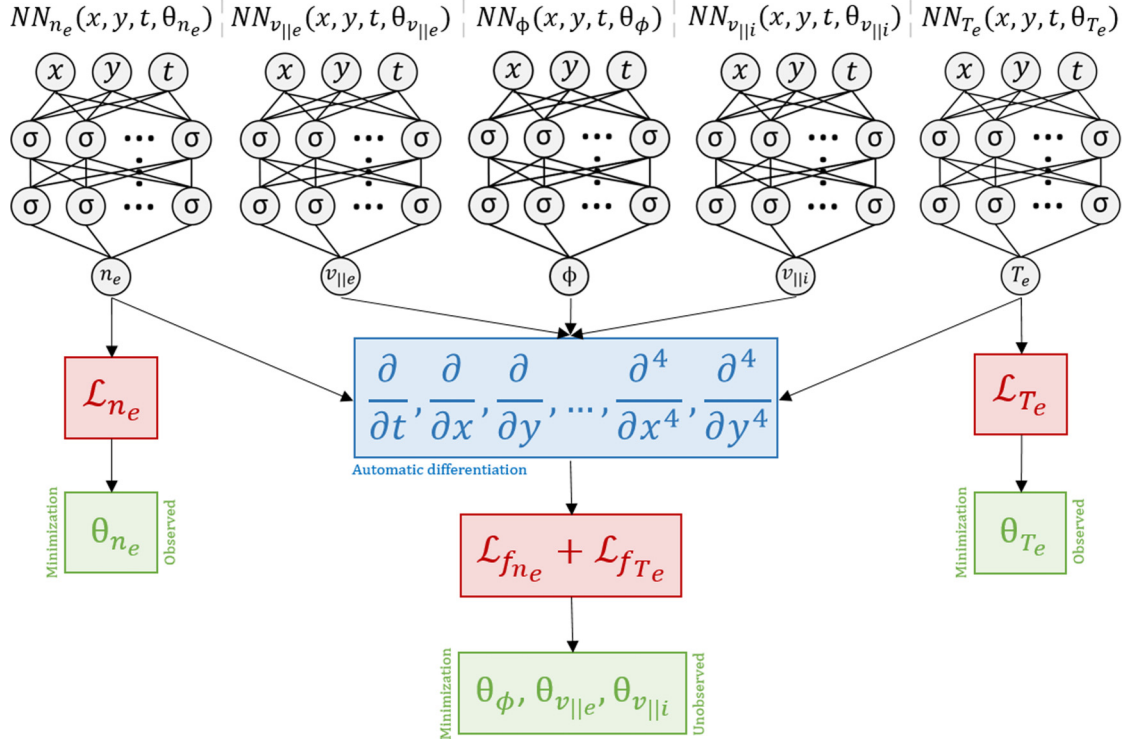 NN_{n_e}(x, y, t, θ_{n_e}) NN_{v_{||e}}(x, y, t, θ_{v_{||e}}) NN_ϕ(x, y, t, θ_ϕ) NN_{v_{||i}}(x, y, t, θ_{v_{||i}}) NN_{T_e}(x, y, t, θ_{T_e})
x y t x y t x y t x y t x y t
σ σ ... σ σ σ ... σ σ σ ... σ σ σ ... σ σ σ ... σ
σ σ ... σ σ σ ... σ σ σ ... σ σ σ ... σ σ σ ... σ
n_e v_{||e} ϕ v_{||i} T_e
ℒ_{n_e}
∂/∂t, ∂/∂x, ∂/∂y, ..., ∂^4/∂x^4, ∂^4/∂y^4
ℒ_{T_e}
Automatic differentiation
Minimization
θ_{n_e}
Observed
ℒ_{f_{n_e}} + ℒ_{f_{T_e}}
Minimization
θ_{T_e}
Observed
Minimization
θ_ϕ, θ_{v_{||e}}, θ_{v_{||i}}
Unobserved